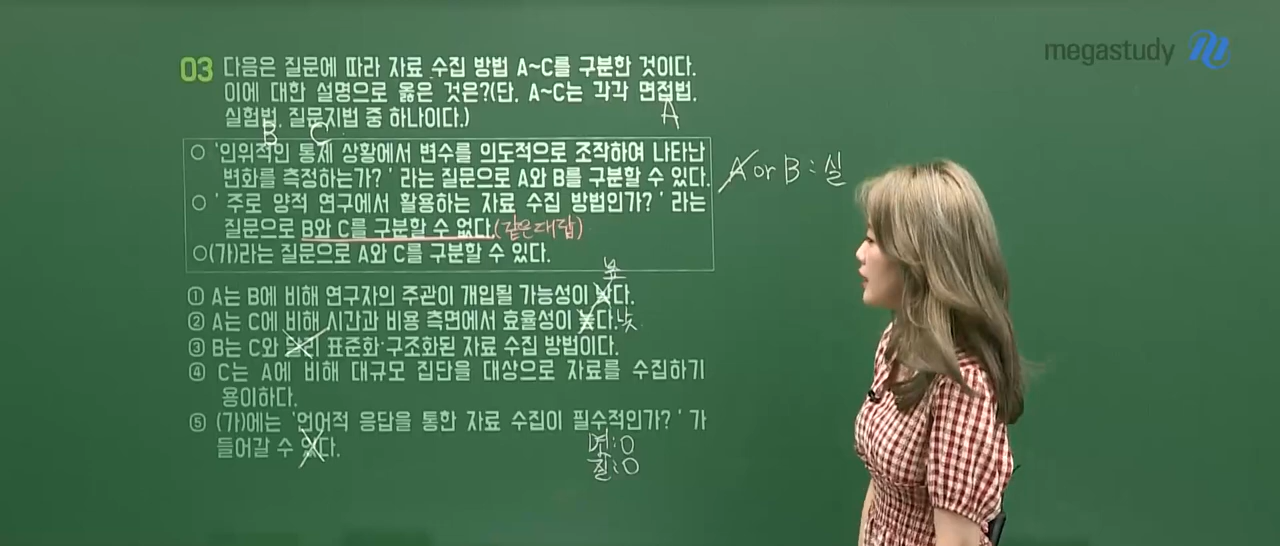 megastudy
03 다음은 질문에 따라 자료 수집 방법 A~C를 구분한 것이다.
이에 대한 설명으로 옳은 것은?(단, A~C는 각각 면접법,
A
실험법, 질문지법 중 하나이다.)
B C
○ '인위적인 통제 상황에서 변수를 의도적으로 조작하여 나타난
변화를 측정하는가?' 라는 질문으로 A와 B를 구분할 수 있다.
A or B : 실
○ '주로 양적 연구에서 활용하는 자료 수집 방법인가?' 라는
질문으로 B와 C를 구분할 수 없다. (같은 대답)
○ (가)라는 질문으로 A와 C를 구분할 수 있다.
높
① A는 B에 비해 연구자의 주관이 개입될 가능성이 낮다.
② A는 C에 비해 시간과 비용 측면에서 효율성이 높다. 낮
③ B는 C와 달리 표준화·구조화된 자료 수집 방법이다.
④ C는 A에 비해 대규모 집단을 대상으로 자료를 수집하기
용이하다.
⑤ (가)에는 '언어적 응답을 통한 자료 수집이 필수적인가?' 가
들어갈 수 있다.
면:○
질:○